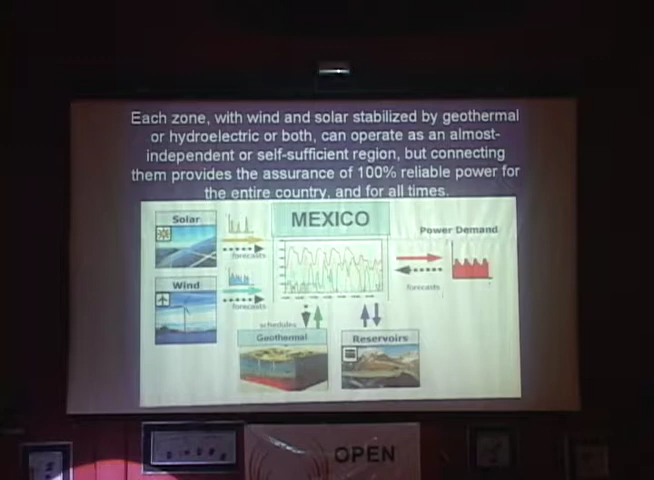 Each zone, with wind and solar stabilized by geothermal
or hydroelectric or both, can operate as an almost-
independent or self-sufficient region, but connecting
them provides the assurance of 100% reliable power for
the entire country, and for all times.
Solar
MEXICO
Power Demand
forecasts
Wind
forecasts
forecasts
schedules
Geothermal
Reservoirs
OPEN